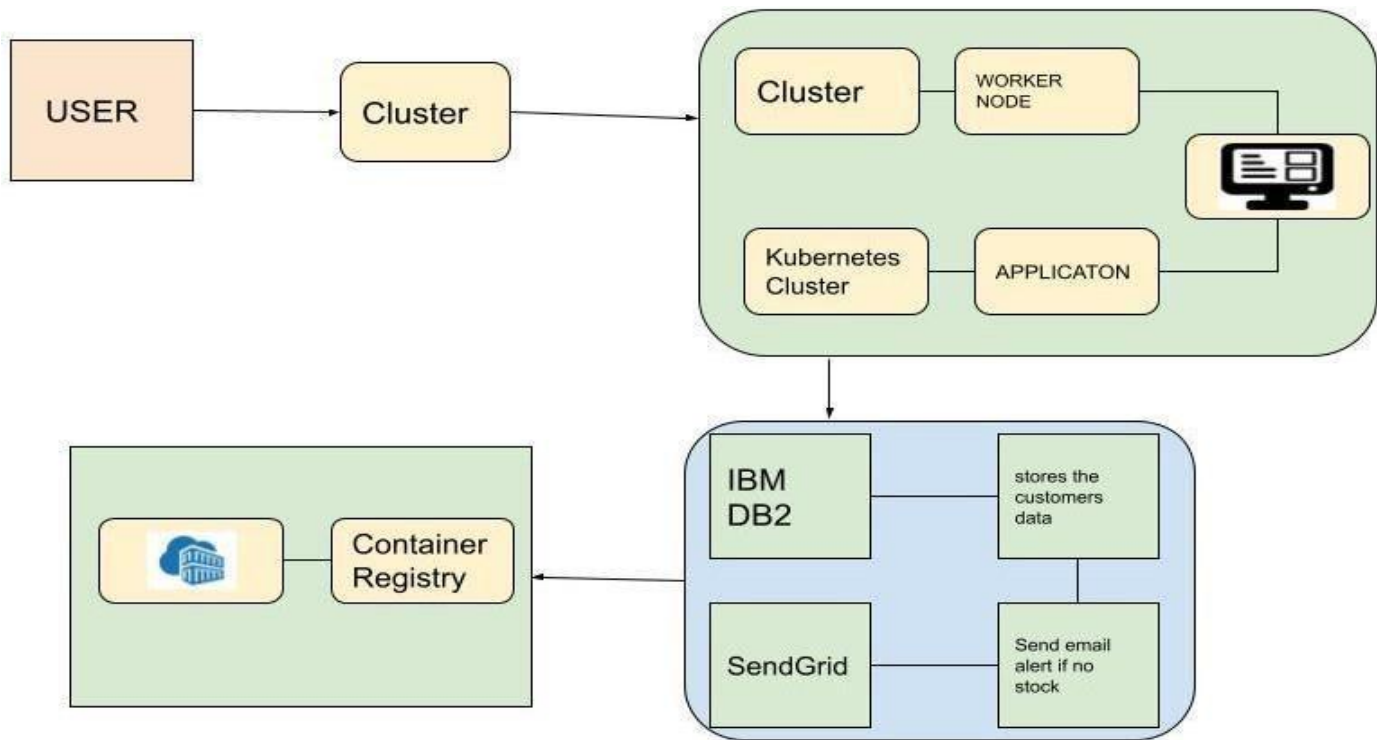 USER
Cluster
Cluster
WORKER
NODE
Kubernetes
Cluster
APPLICATON
IBM
DB2
stores the
customers
data
Container
Registry
SendGrid
Send email
alert if no
stock